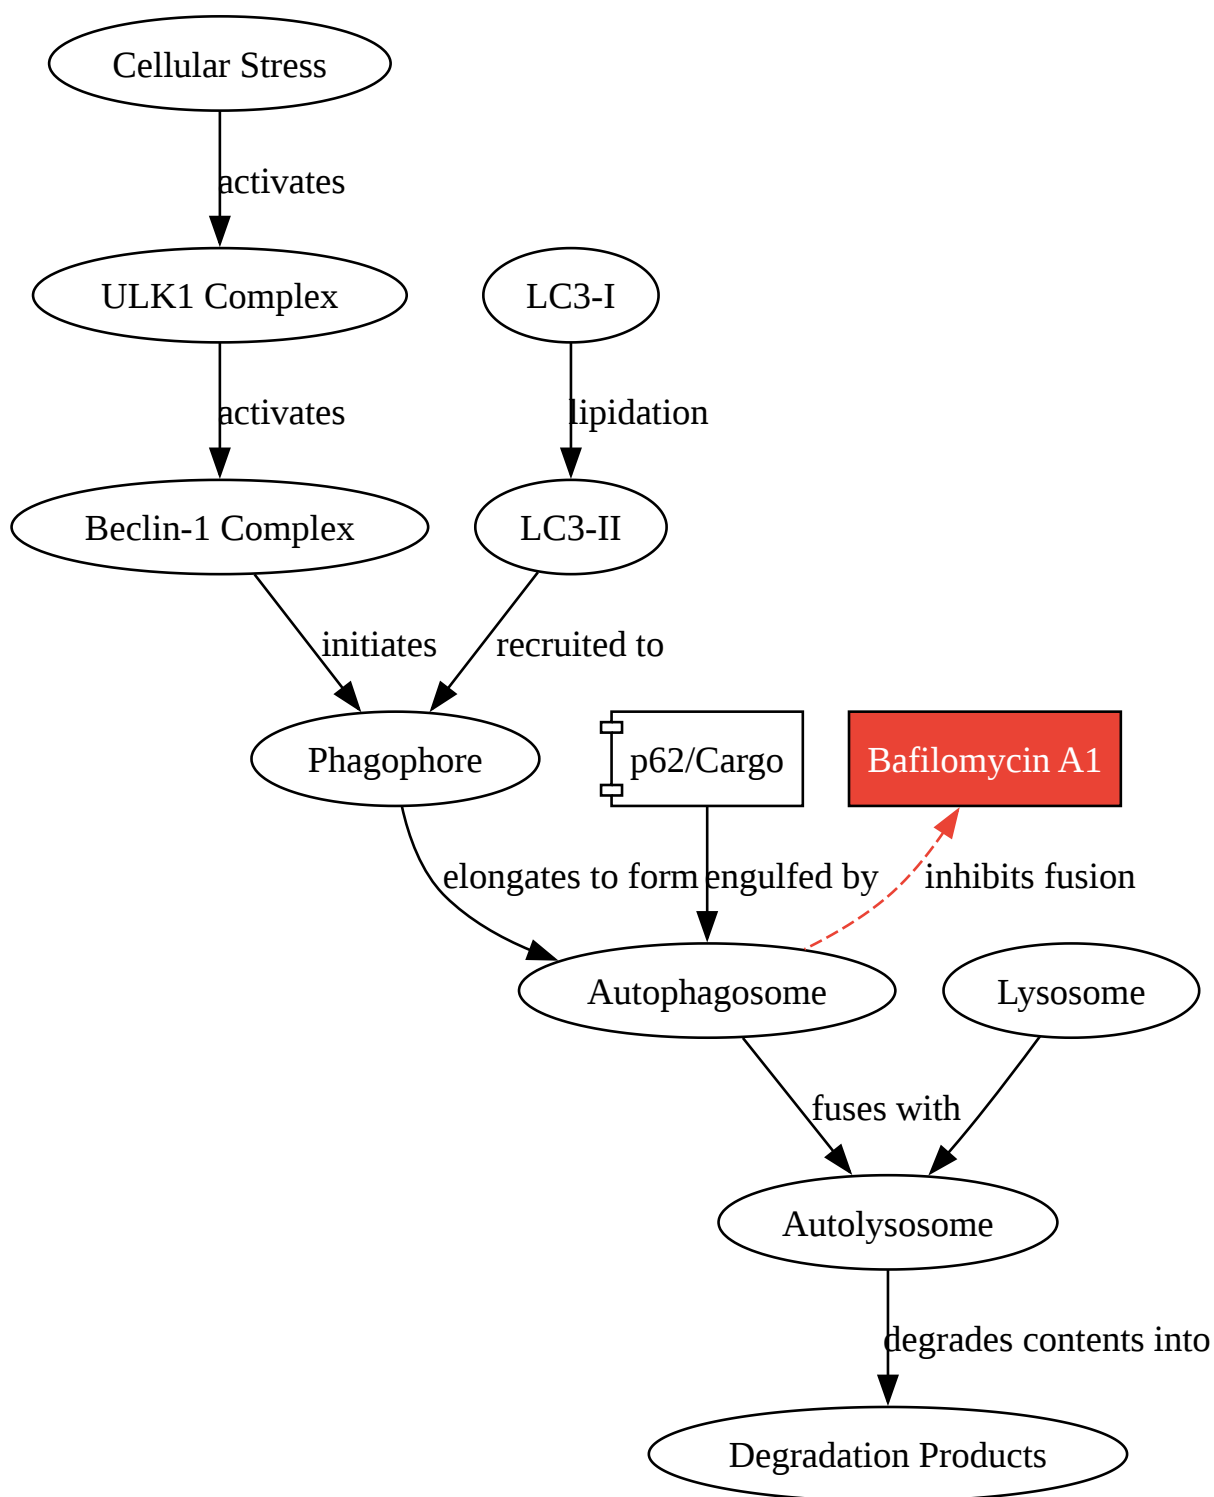 Cellular Stress
activates
ULK1 Complex
LC3-I
activates
lipidation
Beclin-1 Complex
LC3-II
initiates
recruited to
Phagophore
p62/Cargo
Bafilomycin A1
elongates to form
engulfed by
inhibits fusion
Autophagosome
Lysosome
fuses with
Autolysosome
degrades contents into
Degradation Products